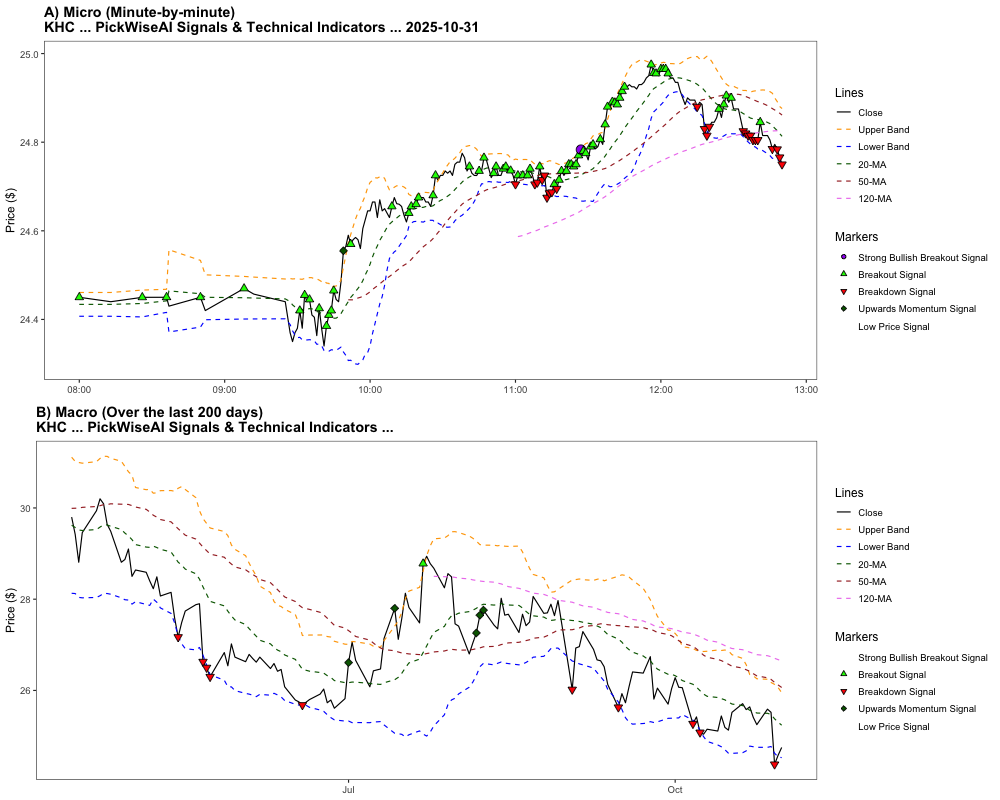 A) Micro (Minute-by-minute)
KHC ... PickWiseAI Signals & Technical Indicators ... 2025-10-31
Price ($)
25.0
24.8
24.6
24.4
08:00
09:00
10:00
11:00
12:00
13:00
Lines
Close
Upper Band
Lower Band
20-MA
50-MA
120-MA
Markers
Strong Bullish Breakout Signal
Breakout Signal
Breakdown Signal
Upwards Momentum Signal
Low Price Signal
B) Macro (Over the last 200 days)
KHC ... PickWiseAI Signals & Technical Indicators ...
Price ($)
30
28
26
Jul
Oct
Lines
Close
Upper Band
Lower Band
20-MA
50-MA
120-MA
Markers
Strong Bullish Breakout Signal
Breakout Signal
Breakdown Signal
Upwards Momentum Signal
Low Price Signal